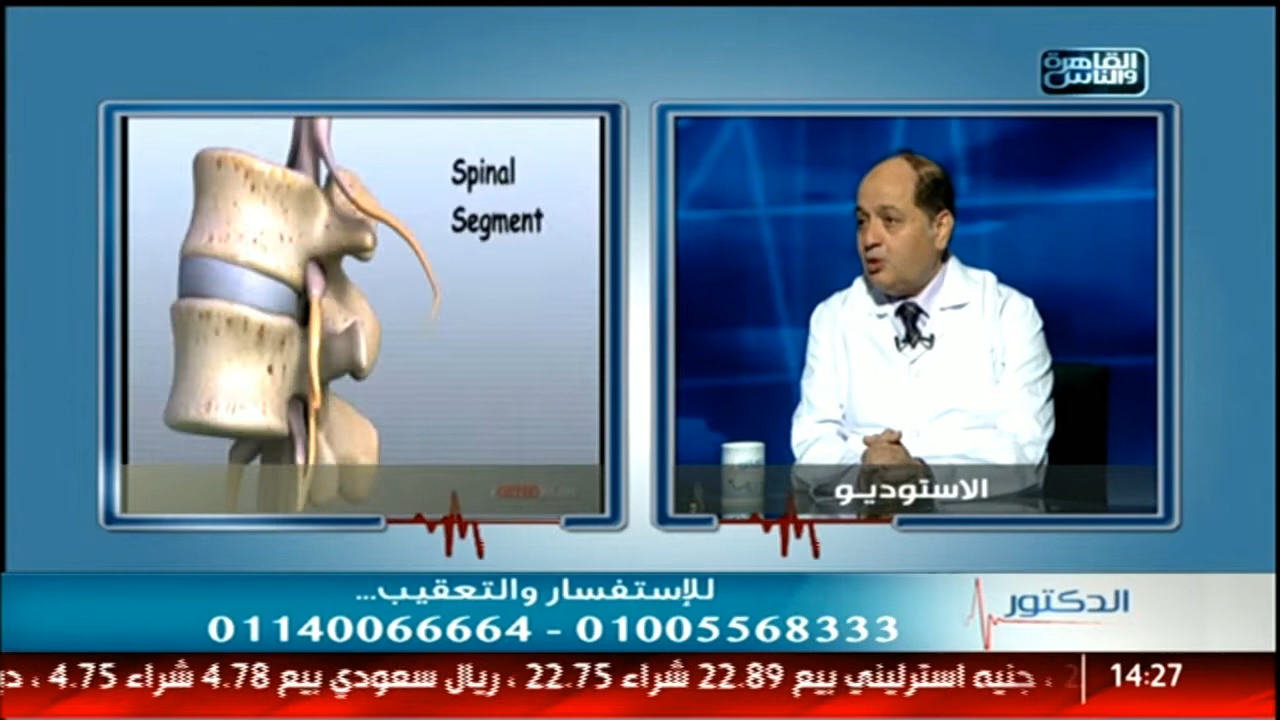 القاهرة
والناس
Spinal
Segment
الاستوديو
للإستفسار والتعقيب...
01140066664 - 01005568333
الدكتور
14:27
، جنيه استرليني بيع 22.89 شراء 22.75 ، ريال سعودي بيع 4.78 شراء 4.75 ،